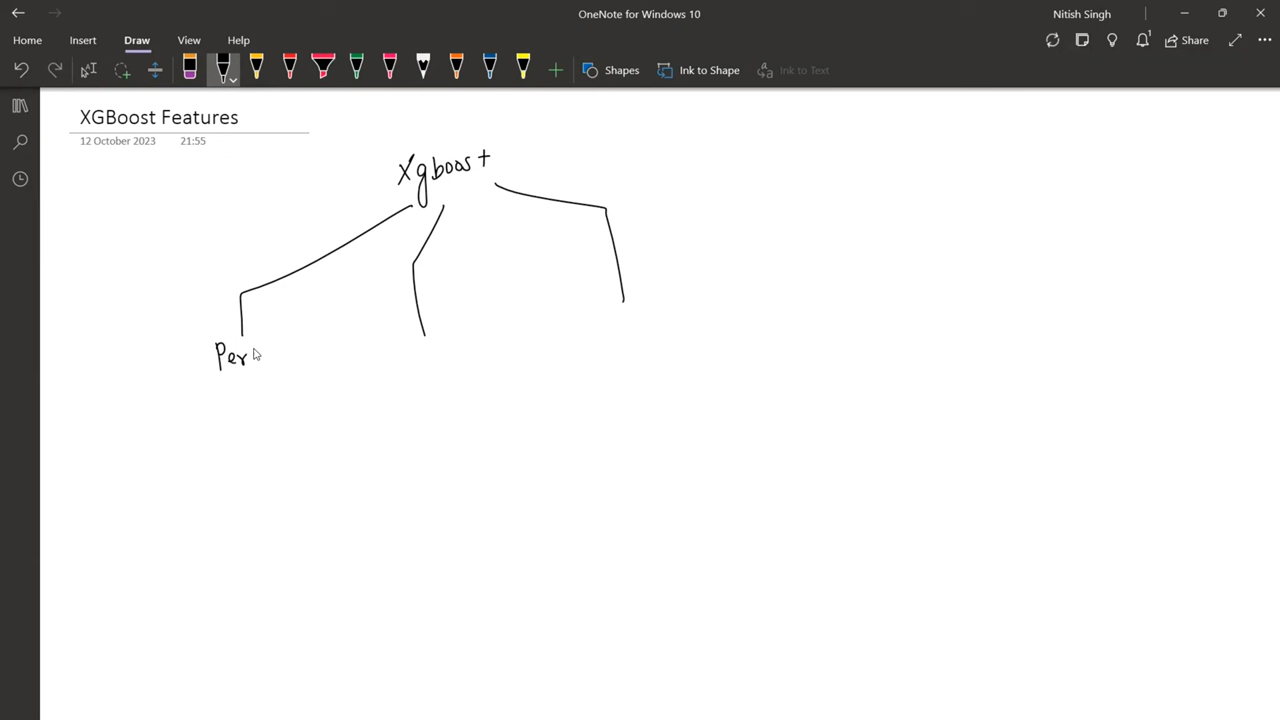 OneNote for Windows 10
Nitish Singh
Home Insert Draw View Help
Share
Shapes Ink to Shape Ink to Text
XGBoost Features
12 October 2023 21:55
Xgboost
Per